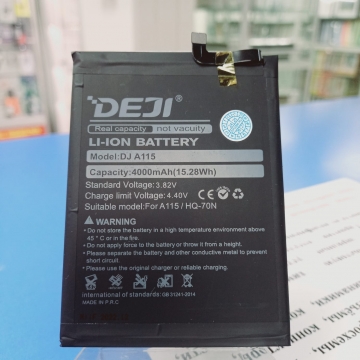 DEJI
Real capacity not vacuity
LI-ION BATTERY
Model:DJ A115
Capacity:4000mAh(15.28Wh)
Standard Voltage:3.82V
Charge limit Voltage:4.40V
Suitable model:For A115 / HQ-70N
WARNING
• Do not store the battery in a high temperature environment above
45 ° C or in the fire.
• Do not apply force to the battery or throw it into fire.
• Please separate the battery and other conductive metal to prevent
short circuit.
• Please use the original charger or reliable charging.
international of standards GB 31241-2014
MADE IN P.R.C